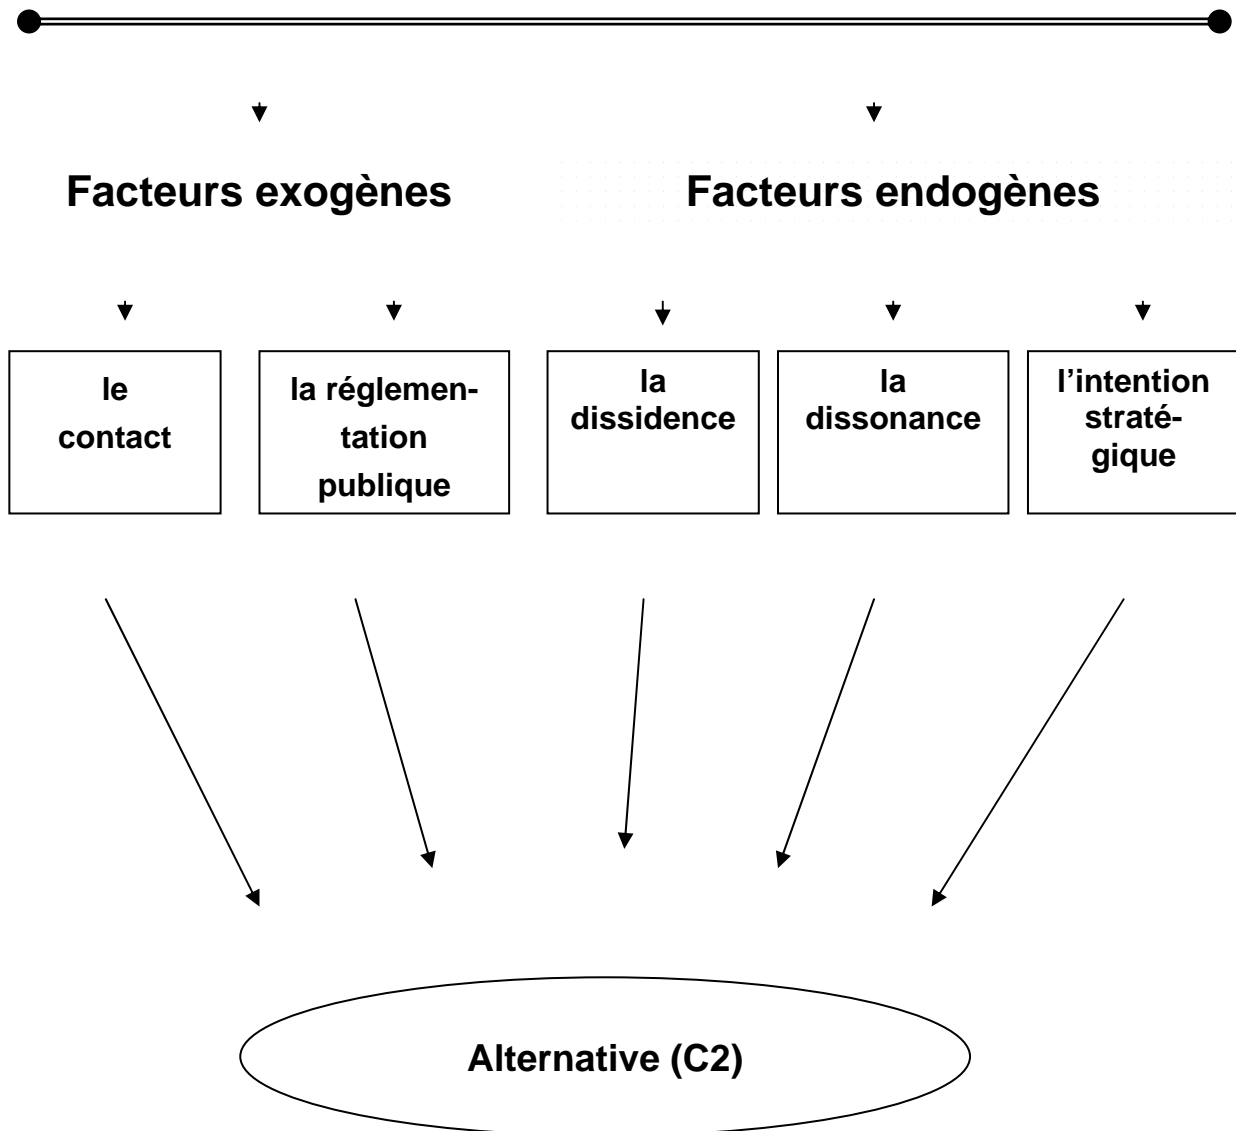 Facteurs exogènes
Facteurs endogènes
le
contact
la réglemen-
tation
publique
la
dissidence
la
dissonance
l’intention
straté-
gique
Alternative (C2)